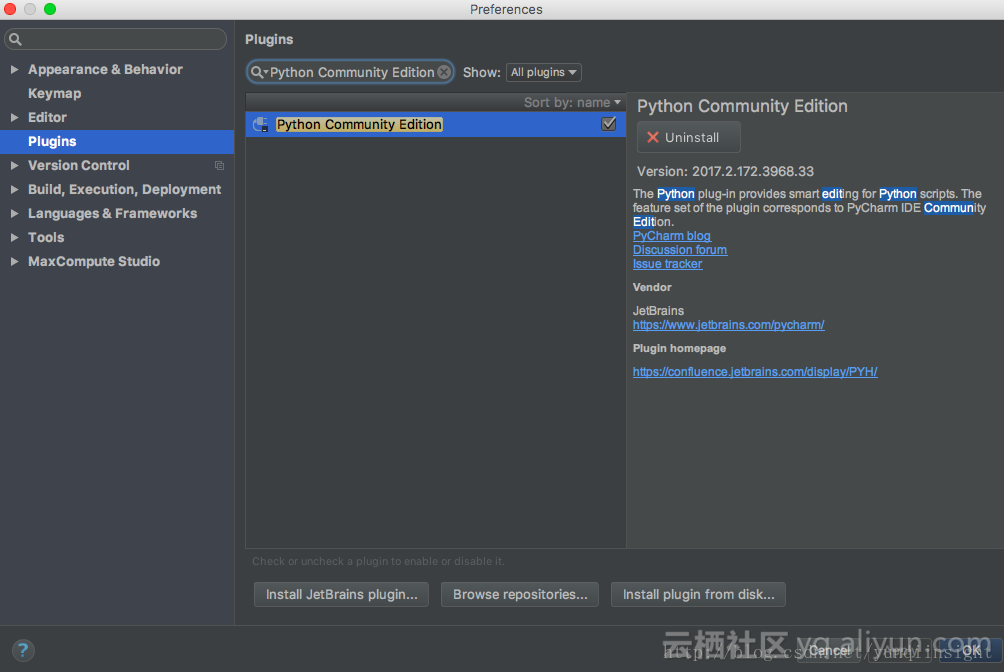 Preferences
Plugins
Python Community Edition
Show: All plugins
Appearance & Behavior
Keymap
Editor
Plugins
Version Control
Build, Execution, Deployment
Languages & Frameworks
Tools
MaxCompute Studio
Sort by: name
Python Community Edition
Python Community Edition
Uninstall
Version: 2017.2.172.3968.33
The Python plug-in provides smart editing for Python scripts. The
feature set of the plugin corresponds to PyCharm IDE Community
Edition.
PyCharm blog
Discussion forum
Issue tracker
Vendor
JetBrains
https://www.jetbrains.com/pycharm/
Plugin homepage
https://confluence.jetbrains.com/display/PYH/
Check or uncheck a plugin to enable or disable it.
Install JetBrains plugin...
Browse repositories...
Install plugin from disk...
?
云栖社区 yq.aliyun.com
http://blog.csdn.net/yunqiinsight
Cancel
Apply
OK